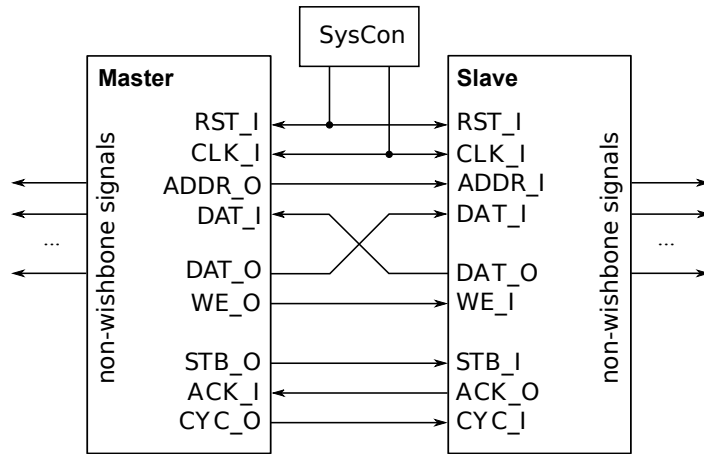 SysCon
Master
Slave
RST_I
RST_I
CLK_I
CLK_I
ADDR_O
ADDR_I
DAT_I
DAT_I
DAT_O
DAT_O
WE_O
WE_I
STB_O
STB_I
ACK_I
ACK_O
CYC_O
CYC_I
non-wishbone signals
non-wishbone signals
...
...